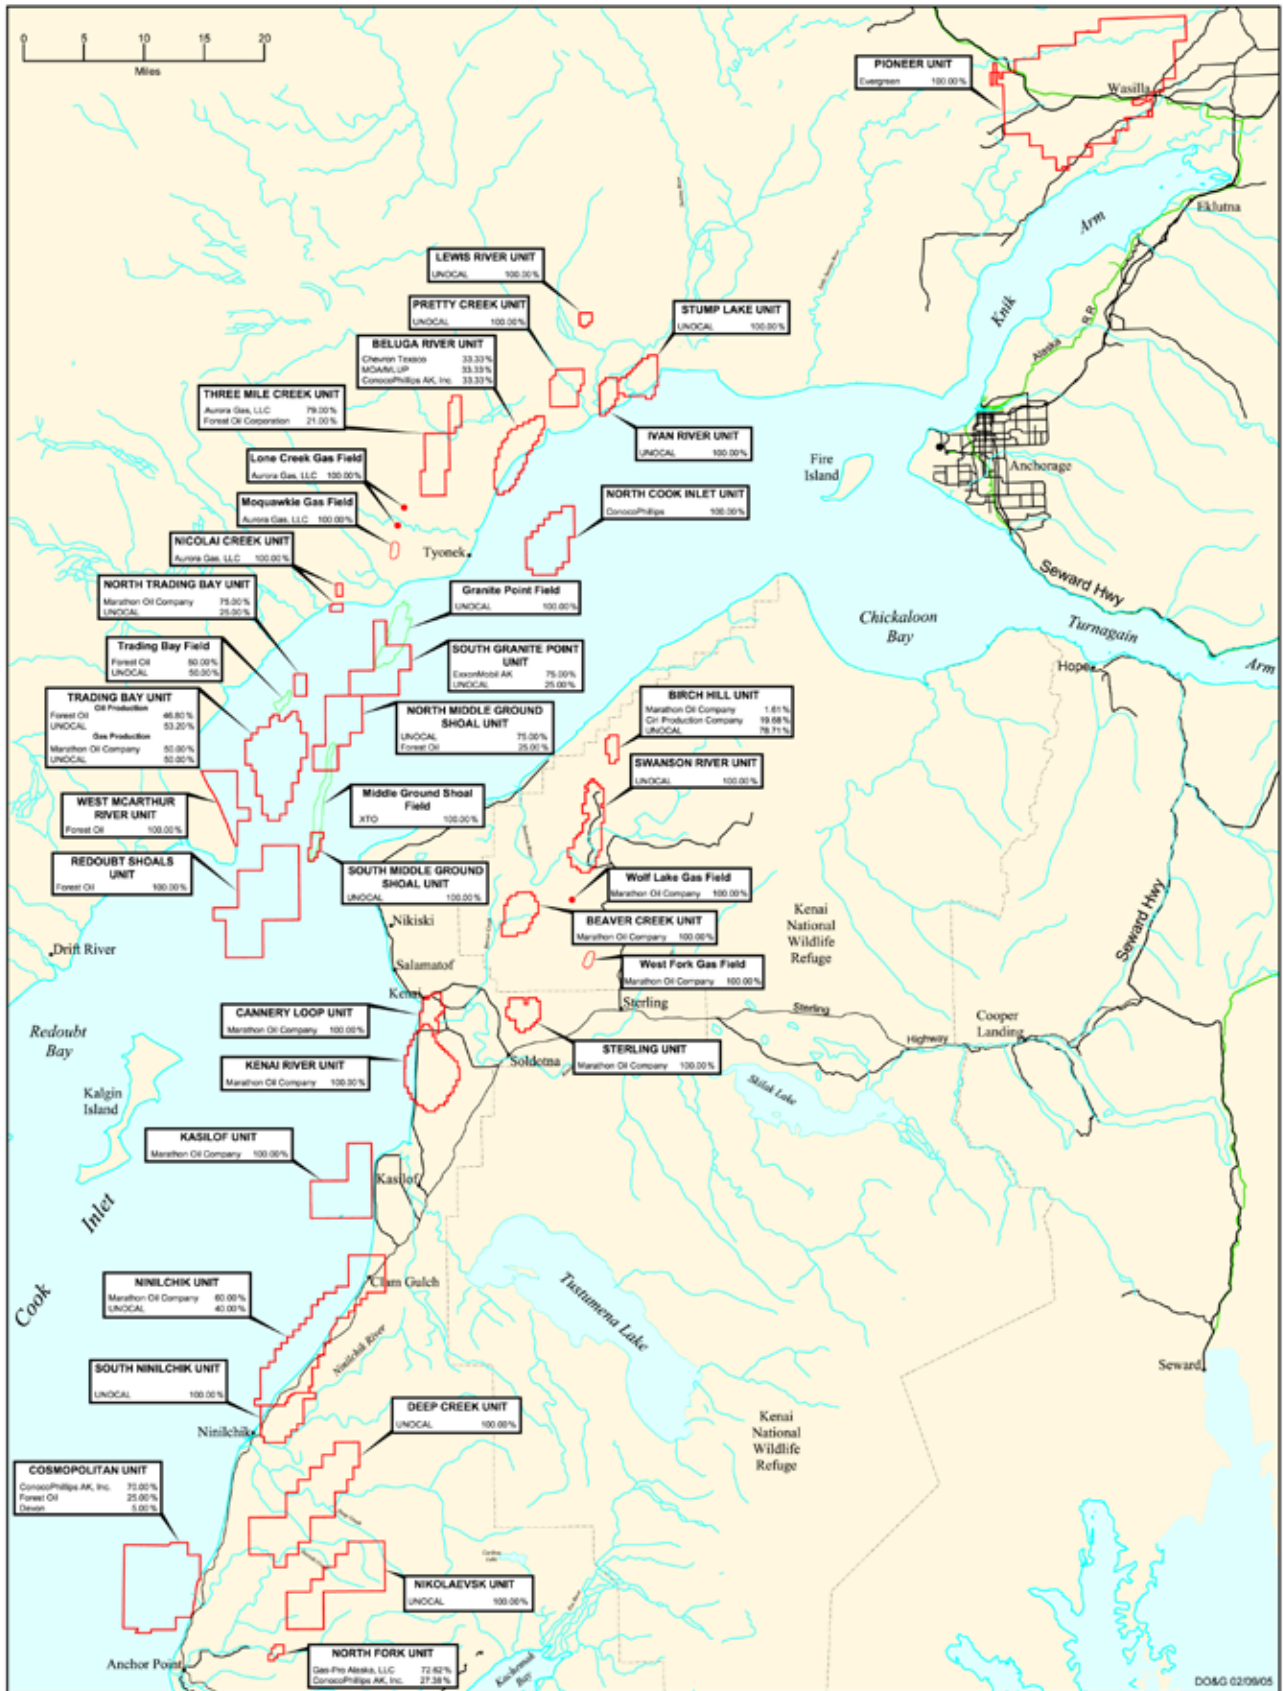 0 5 10 15 20
Miles
PIONEER UNIT
Evergreen 100.00%
Wasilla
Eklutna
Knik
Arm
Alaska
R.R.
LEWIS RIVER UNIT
UNOCAL 100.00%
PRETTY CREEK UNIT
UNOCAL 100.00%
STUMP LAKE UNIT
UNOCAL 100.00%
BELUGA RIVER UNIT
Chevron Texaco 33.33%
MOA/MLUP 33.33%
ConocoPhillips AK, Inc. 33.33%
THREE MILE CREEK UNIT
Aurora Gas, LLC 79.00%
Forest Oil Corporation 21.00%
IVAN RIVER UNIT
UNOCAL 100.00%
Lone Creek Gas Field
Aurora Gas, LLC 100.00%
Fire
Island
Anchorage
Moquawkie Gas Field
Aurora Gas, LLC 100.00%
NORTH COOK INLET UNIT
ConocoPhillips 100.00%
NICOLAI CREEK UNIT
Aurora Gas, LLC 100.00%
Tyonek
NORTH TRADING BAY UNIT
Marathon Oil Company 75.00%
UNOCAL 25.00%
Granite Point Field
UNOCAL 100.00%
Seward Hwy
Chickaloon
Bay
Turnagain
Arm
Hope
Trading Bay Field
Forest Oil 50.00%
UNOCAL 50.00%
SOUTH GRANITE POINT
UNIT
ExxonMobil AK 75.00%
UNOCAL 25.00%
TRADING BAY UNIT
Oil Production
Forest Oil 46.80%
UNOCAL 53.20%
Gas Production
Marathon Oil Company 50.00%
UNOCAL 50.00%
NORTH MIDDLE GROUND
SHOAL UNIT
UNOCAL 75.00%
Forest Oil 25.00%
BIRCH HILL UNIT
Marathon Oil Company 1.61%
Ciri Production Company 19.68%
UNOCAL 78.71%
SWANSON RIVER UNIT
UNOCAL 100.00%
WEST MCARTHUR
RIVER UNIT
Forest Oil 100.00%
Middle Ground Shoal
Field
XTO 100.00%
REDOUBT SHOALS
UNIT
Forest Oil 100.00%
SOUTH MIDDLE GROUND
SHOAL UNIT
UNOCAL 100.00%
Wolf Lake Gas Field
Marathon Oil Company 100.00%
BEAVER CREEK UNIT
Marathon Oil Company 100.00%
Nikiski
Kenai
National
Wildlife
Refuge
Seward Hwy
Drift River
Salamatof
West Fork Gas Field
Marathon Oil Company 100.00%
Kenai
Sterling
Sterling
Highway
Cooper
Landing
CANNERY LOOP UNIT
Marathon Oil Company 100.00%
Redoubt
Bay
STERLING UNIT
Marathon Oil Company 100.00%
Soldotna
KENAI RIVER UNIT
Marathon Oil Company 100.00%
Skilak Lake
Kalgin
Island
KASILOF UNIT
Marathon Oil Company 100.00%
Kasilof
Cook
Inlet
NINILCHIK UNIT
Marathon Oil Company 60.00%
UNOCAL 40.00%
Clam Gulch
Tustumena Lake
Ninilchik River
SOUTH NINILCHIK UNIT
UNOCAL 100.00%
Seward
DEEP CREEK UNIT
UNOCAL 100.00%
Ninilchik
Kenai
National
Wildlife
Refuge
COSMOPOLITAN UNIT
ConocoPhillips AK, Inc. 70.00%
Forest Oil 25.00%
Devon 5.00%
NIKOLAEVSK UNIT
UNOCAL 100.00%
NORTH FORK UNIT
Gas-Pro Alaska, LLC 72.62%
ConocoPhillips AK, Inc. 27.38%
Anchor Point
Kachemak
Bay
DO&G 02/09/05